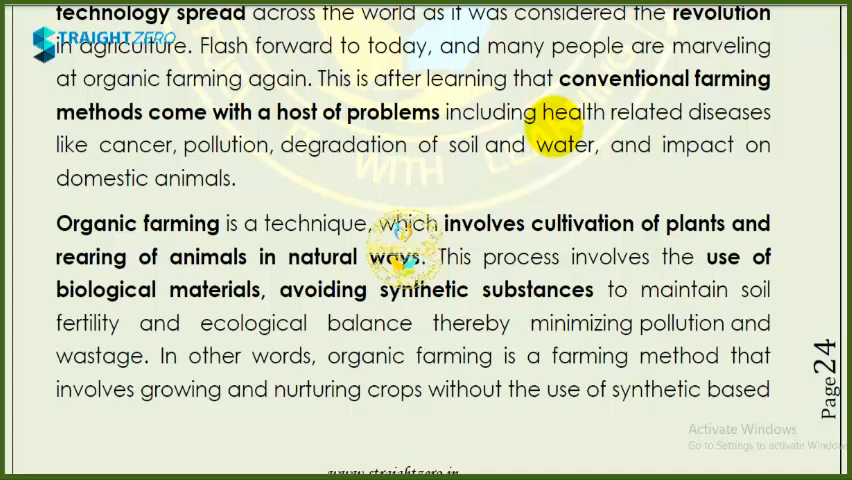 technology spread across the world as it was considered the revolution
TRAIGHTZERO
in agriculture. Flash forward to today, and many people are marveling
at organic farming again. This is after learning that conventional farming
methods come with a host of problems including health related diseases
like cancer, pollution, degradation of soil and water, and impact on
domestic animals.
WITH LEARNING
Organic farming is a technique, which involves cultivation of plants and
rearing of animals in natural ways. This process involves the use of
biological materials, avoiding synthetic substances to maintain soil
fertility and ecological balance thereby minimizing pollution and
wastage. In other words, organic farming is a farming method that
involves growing and nurturing crops without the use of synthetic based
Page24
Activate Windows
Go to Settings to activate Windows
www.straightzero.in